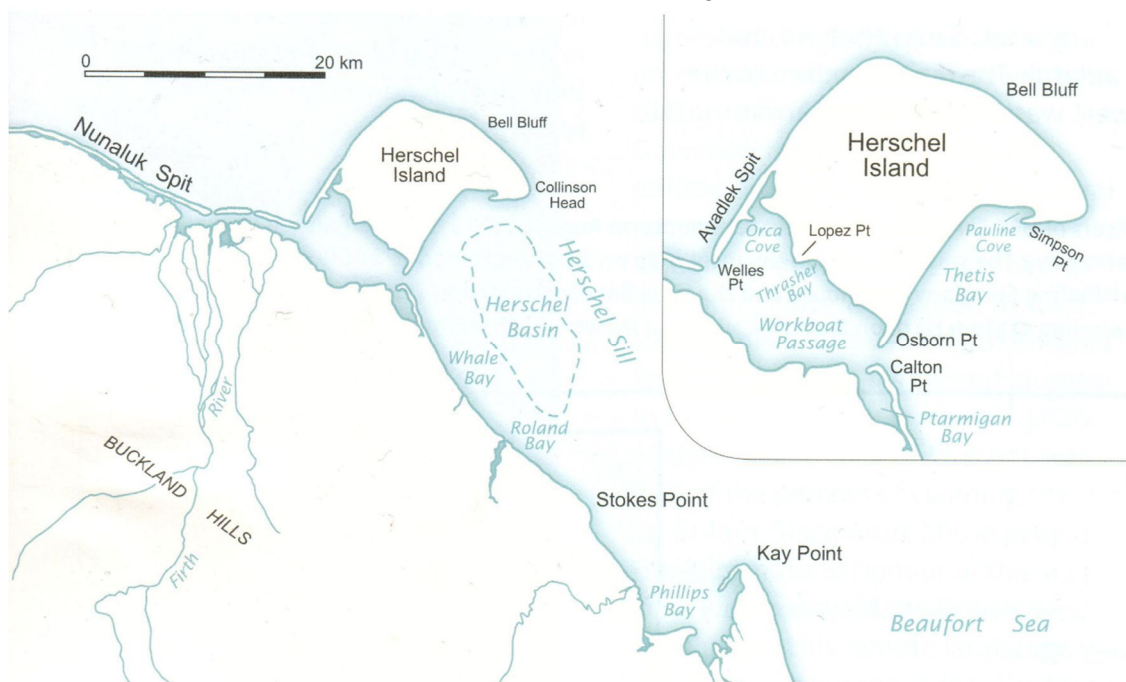 0 20 km
Nunaluk Spit
Bell Bluff
Herschel
Island
Collinson
Head
Herschel Sill
Herschel
Basin
Whale
Bay
Roland
Bay
River
BUCKLAND
HILLS
Firth
Stokes Point
Kay Point
Phillips
Bay
Beaufort Sea
Bell Bluff
Herschel
Island
Avadlek Spit
Orca
Cove
Lopez Pt
Pauline
Cove
Simpson
Pt
Welles
Pt
Thrasher
Bay
Thetis
Bay
Workboat
Passage
Osborn Pt
Calton
Pt
Ptarmigan
Bay